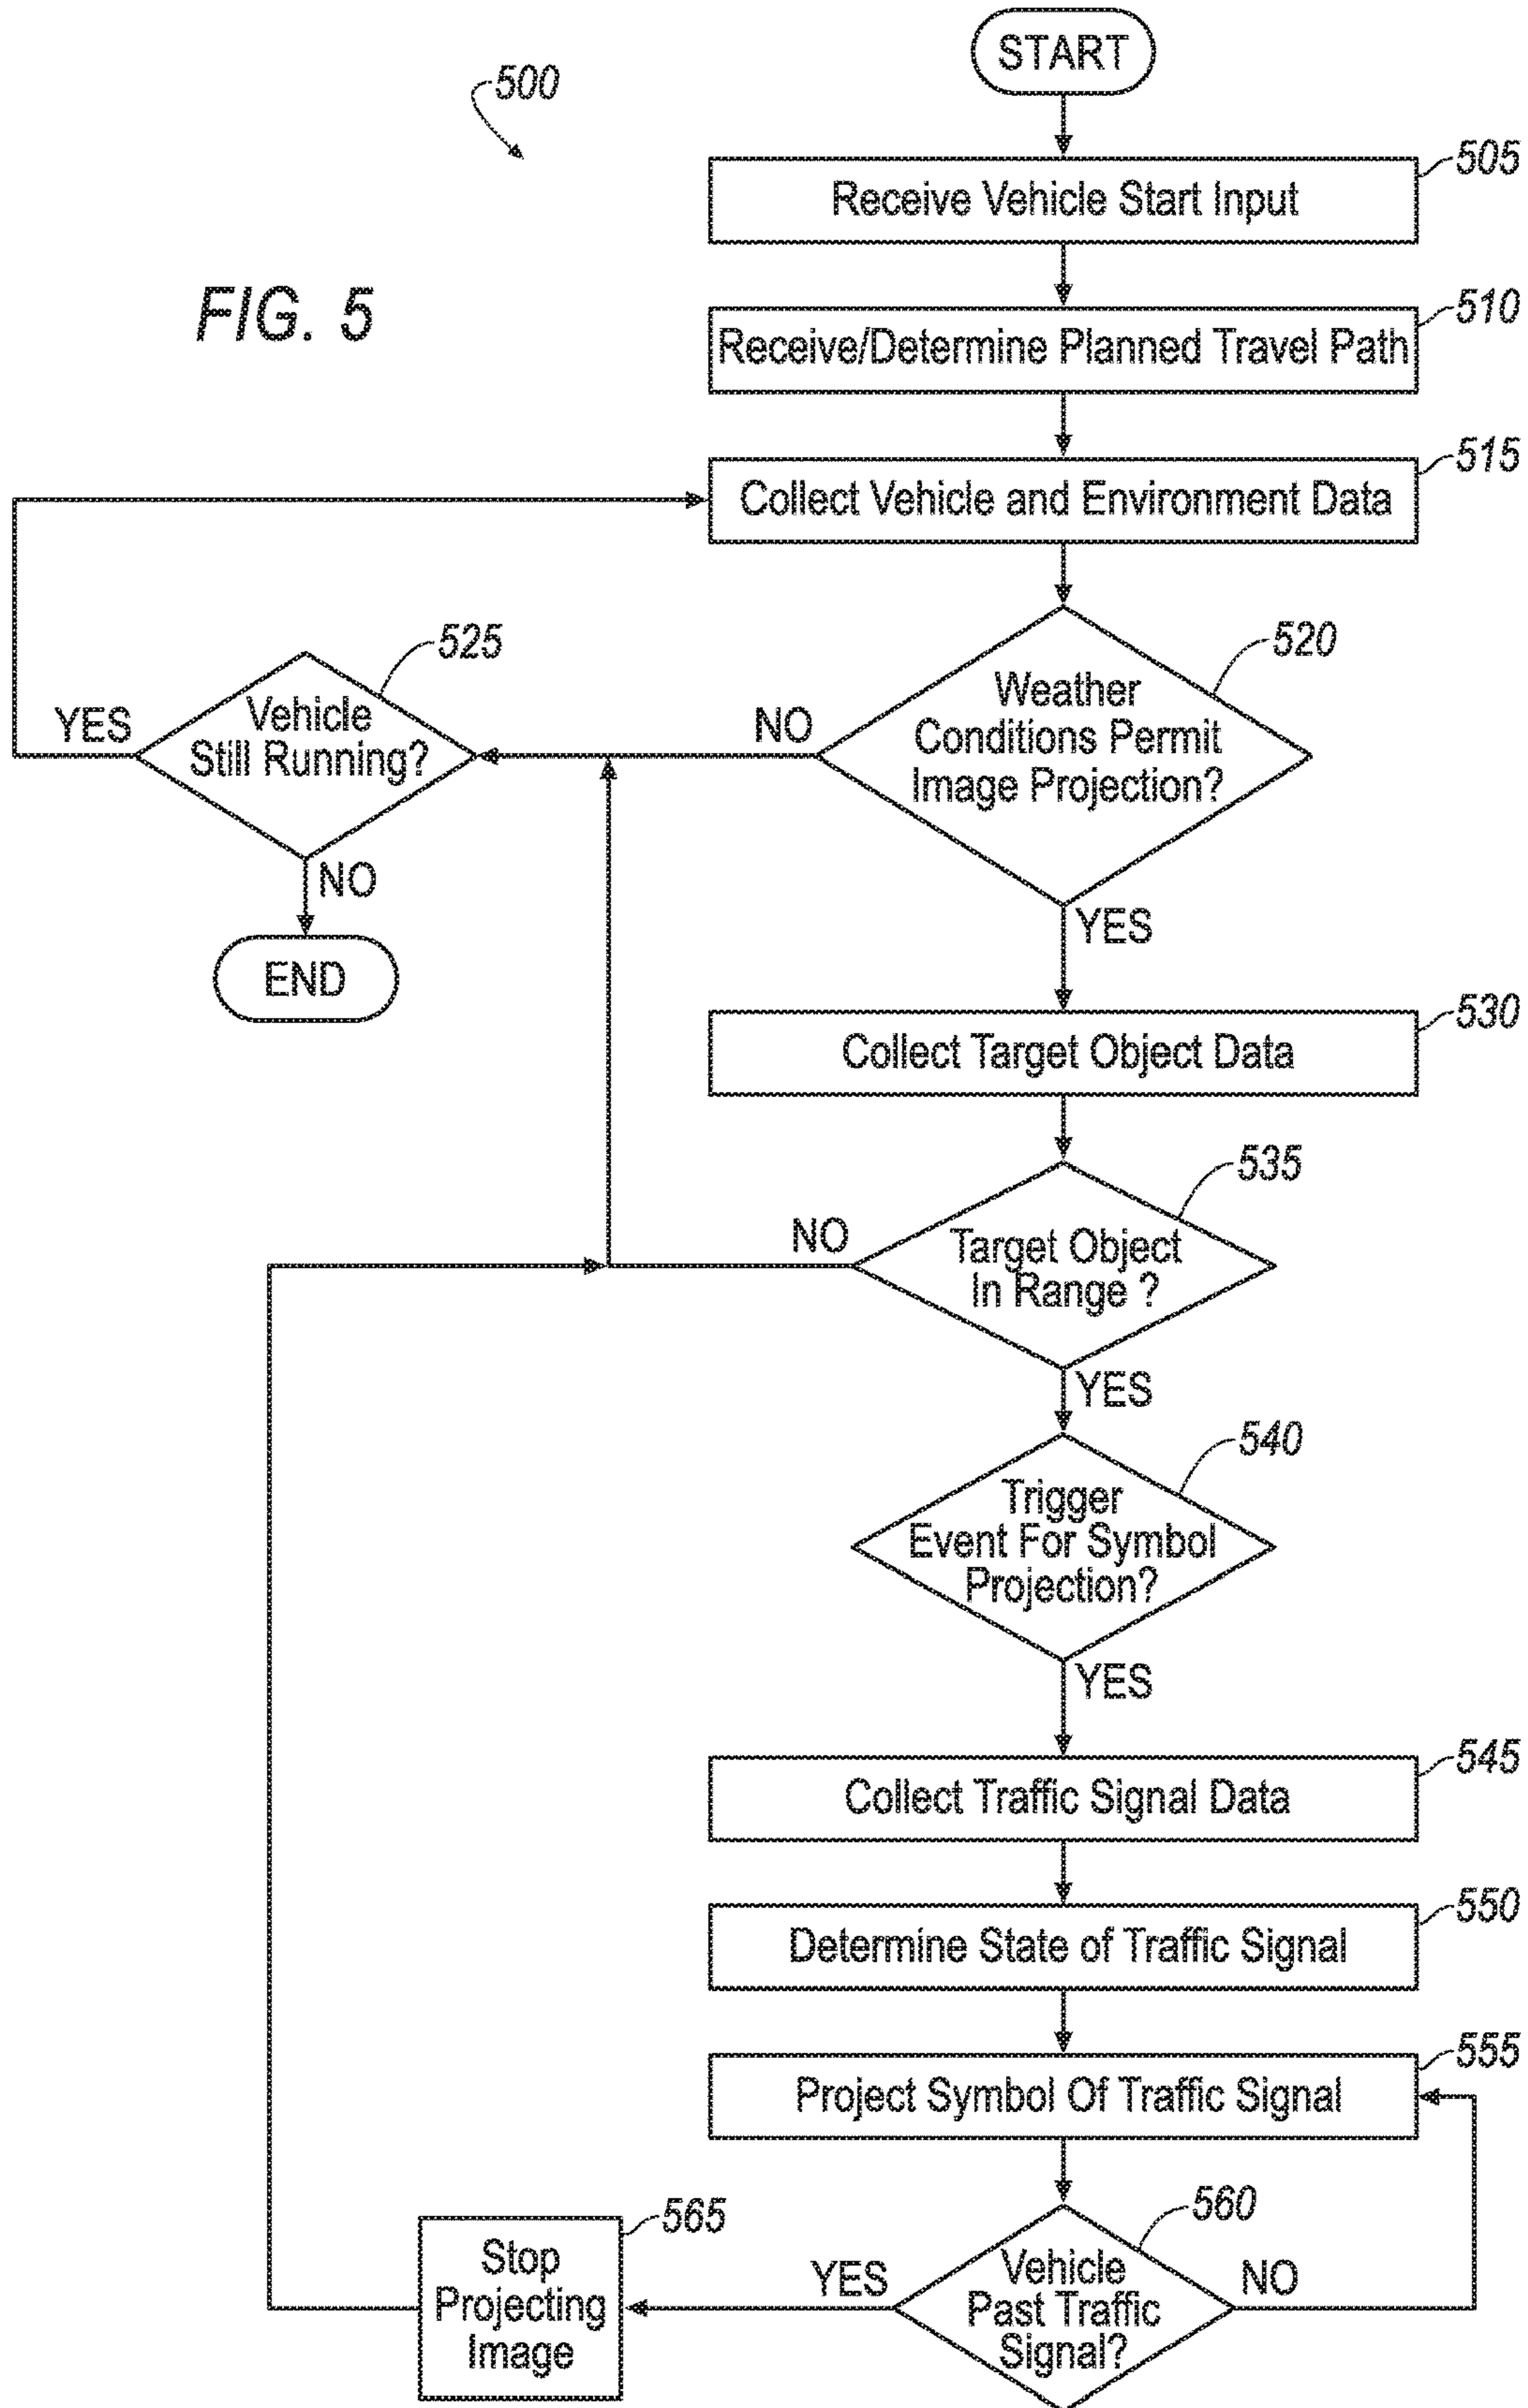 START
500
505
Receive Vehicle Start Input
FIG. 5
510
Receive/Determine Planned Travel Path
515
Collect Vehicle and Environment Data
525
520
YES
Vehicle
Still Running?
NO
Weather
Conditions Permit
Image Projection?
NO
YES
END
530
Collect Target Object Data
535
NO
Target Object
In Range ?
YES
540
Trigger
Event For Symbol
Projection?
YES
545
Collect Traffic Signal Data
550
Determine State of Traffic Signal
555
Project Symbol Of Traffic Signal
565
560
Stop
Projecting
Image
YES
Vehicle
Past Traffic
Signal?
NO